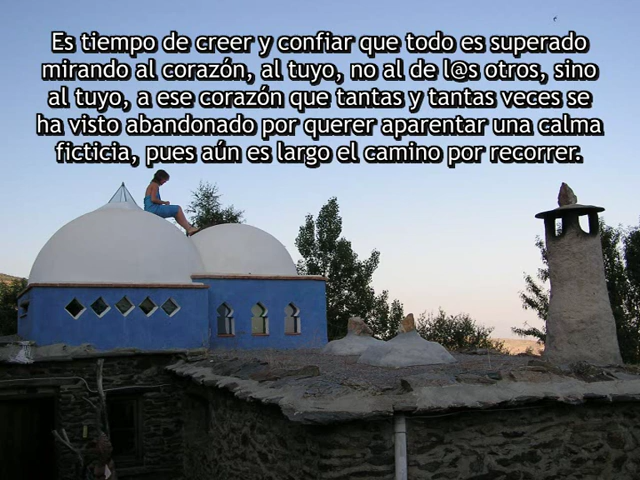 Es tiempo de creer y confiar que todo es superado
mirando al corazón, al tuyo, no al de l@s otros, sino
al tuyo, a ese corazón que tantas y tantas veces se
ha visto abandonado por querer aparentar una calma
ficticia, pues aún es largo el camino por recorrer.